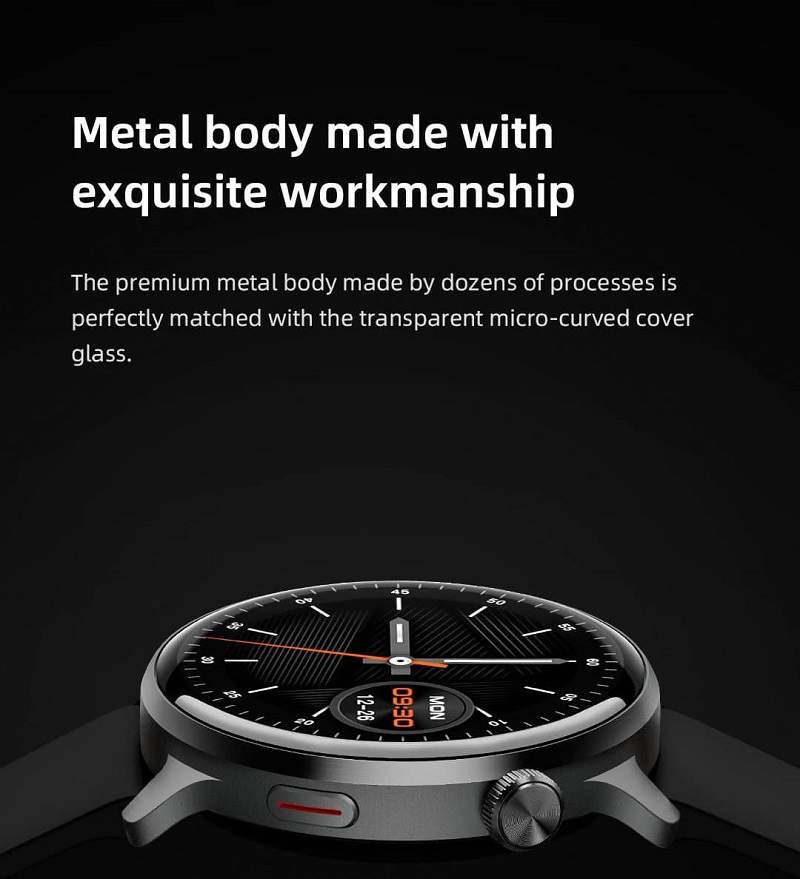 Metal body made with
exquisite workmanship
The premium metal body made by dozens of processes is
perfectly matched with the transparent micro-curved cover
glass.
45
40
50
35
55
30
60
25
05
20
10
MON
09:30
12-26